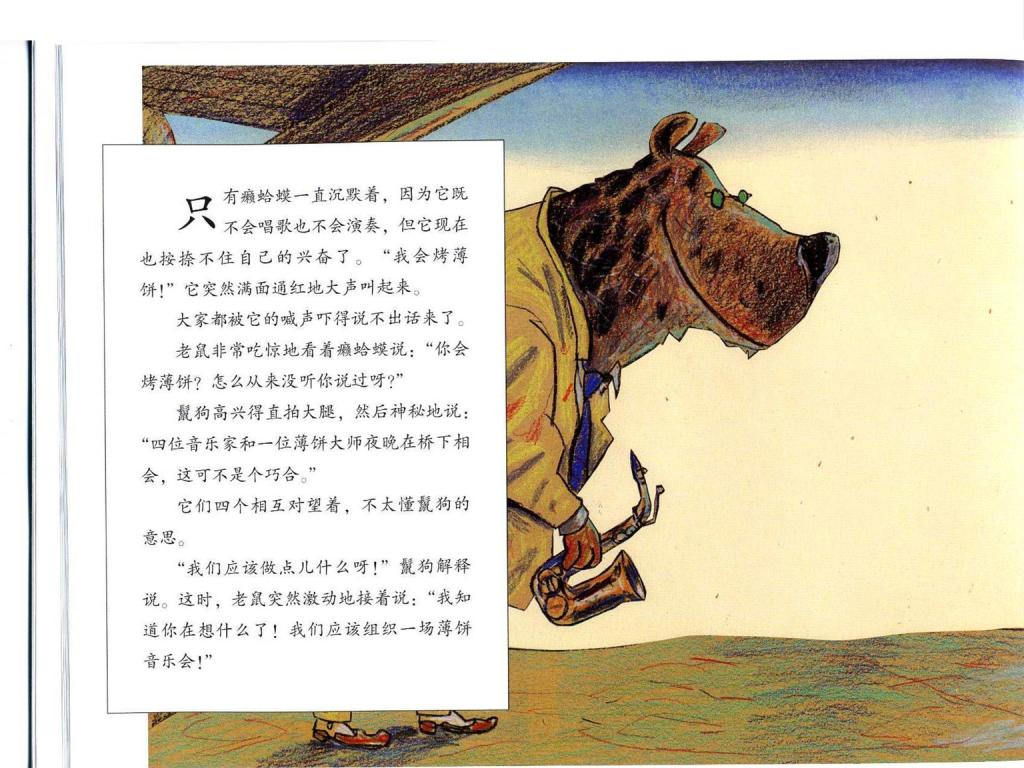 只有癞蛤蟆一直沉默着，因为它既
不会唱歌也不会演奏，但它现在
也按捺不住自己的兴奋了。“我会烤薄
饼！”它突然满面通红地大声叫起来。
大家都被它的喊声吓得说不出话来了。
老鼠非常吃惊地看着癞蛤蟆说：“你会
烤薄饼？怎么从来没听你说过呀？”
鬣狗高兴得直拍大腿，然后神秘地说：
“四位音乐家和一位薄饼大师夜晚在桥下相
会，这可不是个巧合。”
它们四个相互对望着，不太懂鬣狗的
意思。
“我们应该做点儿什么呀！”鬣狗解释
说。这时，老鼠突然激动地接着说：“我知
道你在想什么了！我们应该组织一场薄饼
音乐会！”